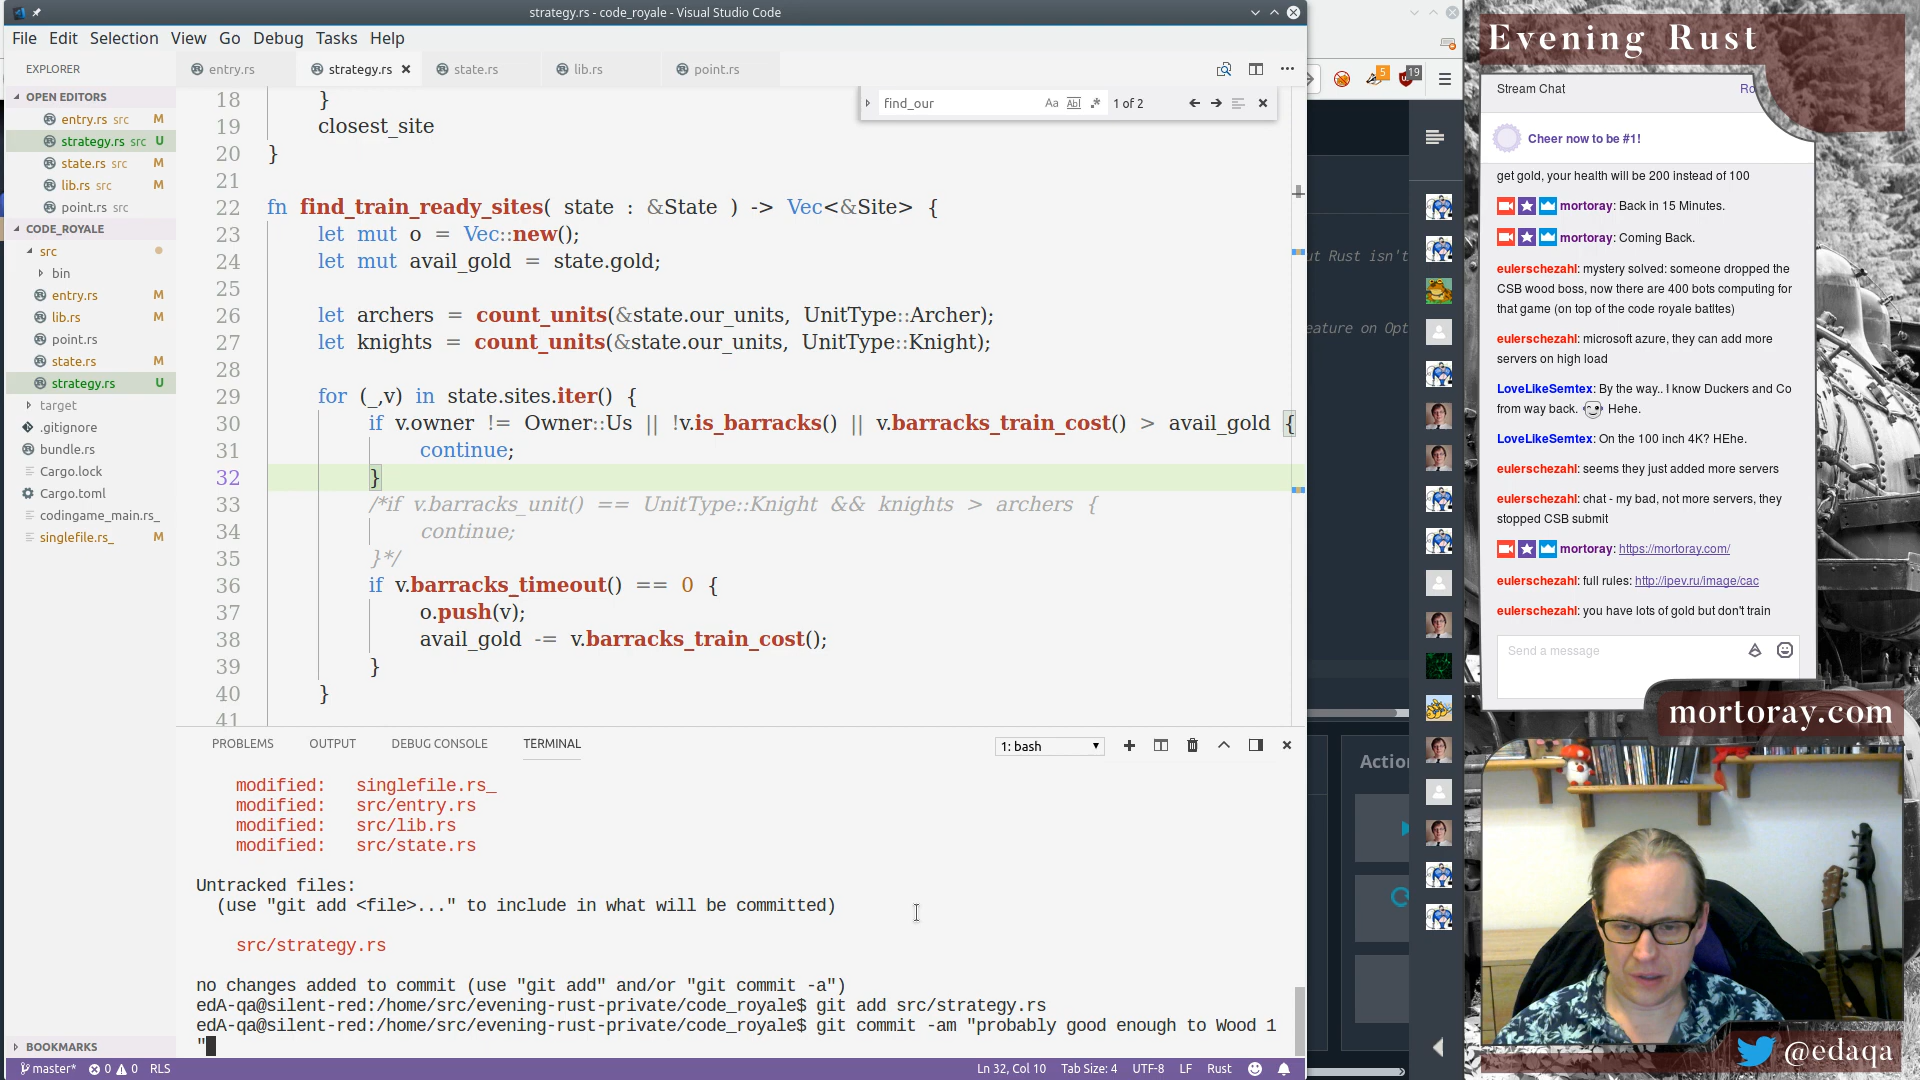 strategy.rs - code_royale - Visual Studio Code
File Edit Selection View Go Debug Tasks Help
EXPLORER
OPEN EDITORS
entry.rs src M
strategy.rs src U
state.rs src M
lib.rs src M
point.rs src
CODE_ROYALE
src
bin
entry.rs M
lib.rs M
point.rs
state.rs M
strategy.rs U
target
.gitignore
bundle.rs
Cargo.lock
Cargo.toml
codingame_main.rs_
singlefile.rs_ M
BOOKMARKS
entry.rs strategy.rs state.rs lib.rs point.rs
find_our Aa Abl .* 1 of 2
18 }
19 closest_site
20 }
21
22 fn find_train_ready_sites( state : &State ) -> Vec<&Site> {
23 let mut o = Vec::new();
24 let mut avail_gold = state.gold;
25
26 let archers = count_units(&state.our_units, UnitType::Archer);
27 let knights = count_units(&state.our_units, UnitType::Knight);
28
29 for (_,v) in state.sites.iter() {
30 if v.owner != Owner::Us || !v.is_barracks() || v.barracks_train_cost() > avail_gold {
31 continue;
32 }
33 /*if v.barracks_unit() == UnitType::Knight && knights > archers {
34 continue;
35 }*/
36 if v.barracks_timeout() == 0 {
37 o.push(v);
38 avail_gold -= v.barracks_train_cost();
39 }
40 }
41
PROBLEMS OUTPUT DEBUG CONSOLE TERMINAL
1: bash
modified: singlefile.rs_
modified: src/entry.rs
modified: src/lib.rs
modified: src/state.rs
Untracked files:
(use "git add <file>..." to include in what will be committed)
src/strategy.rs
no changes added to commit (use "git add" and/or "git commit -a")
edA-qa@silent-red:/home/src/evening-rust-private/code_royale$ git add src/strategy.rs
edA-qa@silent-red:/home/src/evening-rust-private/code_royale$ git commit -am "probably good enough to Wood 1
"
master* 0 0 RLS
Ln 32, Col 10 Tab Size: 4 UTF-8 LF Rust
5 19
ut Rust isn't
eature on Opt
Action
Evening Rust
Stream Chat Ro
Cheer now to be #1!
get gold, your health will be 200 instead of 100
mortoray: Back in 15 Minutes.
mortoray: Coming Back.
eulerschezahl: mystery solved: someone dropped the
CSB wood boss, now there are 400 bots computing for
that game (on top of the code royale batltes)
eulerschezahl: microsoft azure, they can add more
servers on high load
LoveLikeSemtex: By the way.. I know Duckers and Co
from way back. Hehe.
LoveLikeSemtex: On the 100 inch 4K? HEhe.
eulerschezahl: seems they just added more servers
eulerschezahl: chat - my bad, not more servers, they
stopped CSB submit
mortoray: https://mortoray.com/
eulerschezahl: full rules: http://ipev.ru/image/cac
eulerschezahl: you have lots of gold but don't train
Send a message
mortoray.com
@edaqa